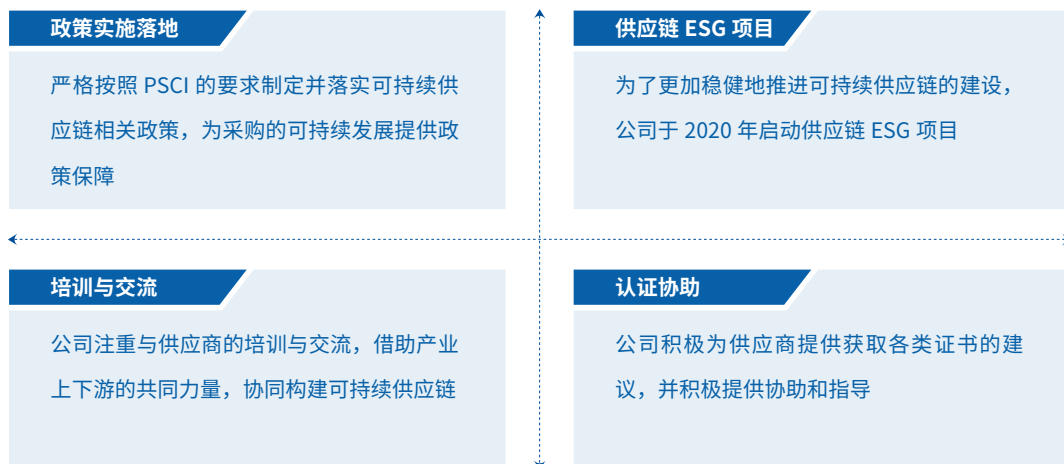 政策实施落地
严格按照 PSCI 的要求制定并落实可持续供
应链相关政策，为采购的可持续发展提供政
策保障
供应链 ESG 项目
为了更加稳健地推进可持续供应链的建设，
公司于 2020 年启动供应链 ESG 项目
培训与交流
公司注重与供应商的培训与交流，借助产业
上下游的共同力量，协同构建可持续供应链
认证协助
公司积极为供应商提供获取各类证书的建
议，并积极提供协助和指导